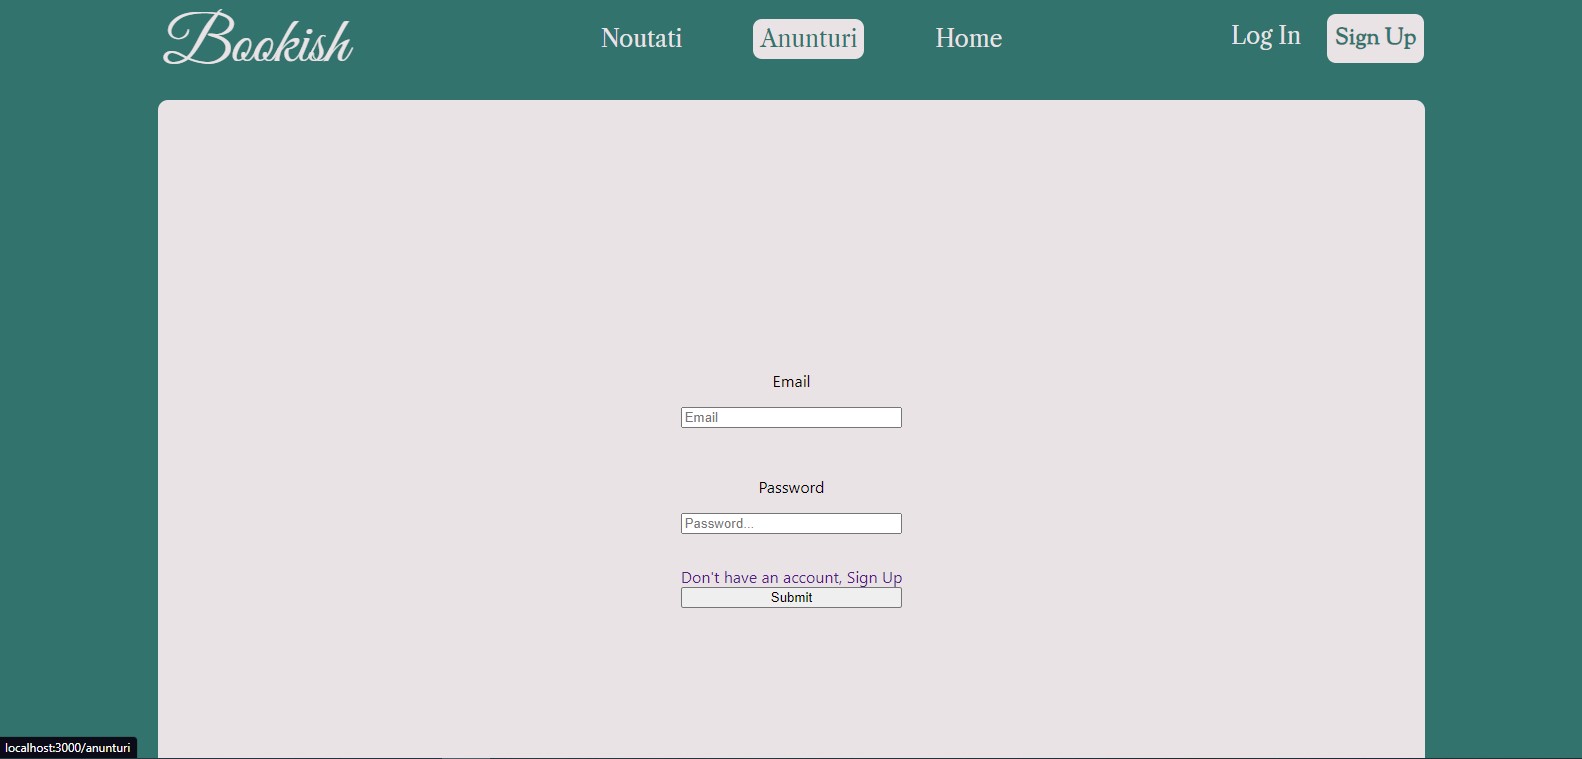 Bookish
Noutati
Anunturi
Home
Log In
Sign Up
Email
Email
Password
Password...
Don't have an account, Sign Up
Submit
localhost:3000/anunturi